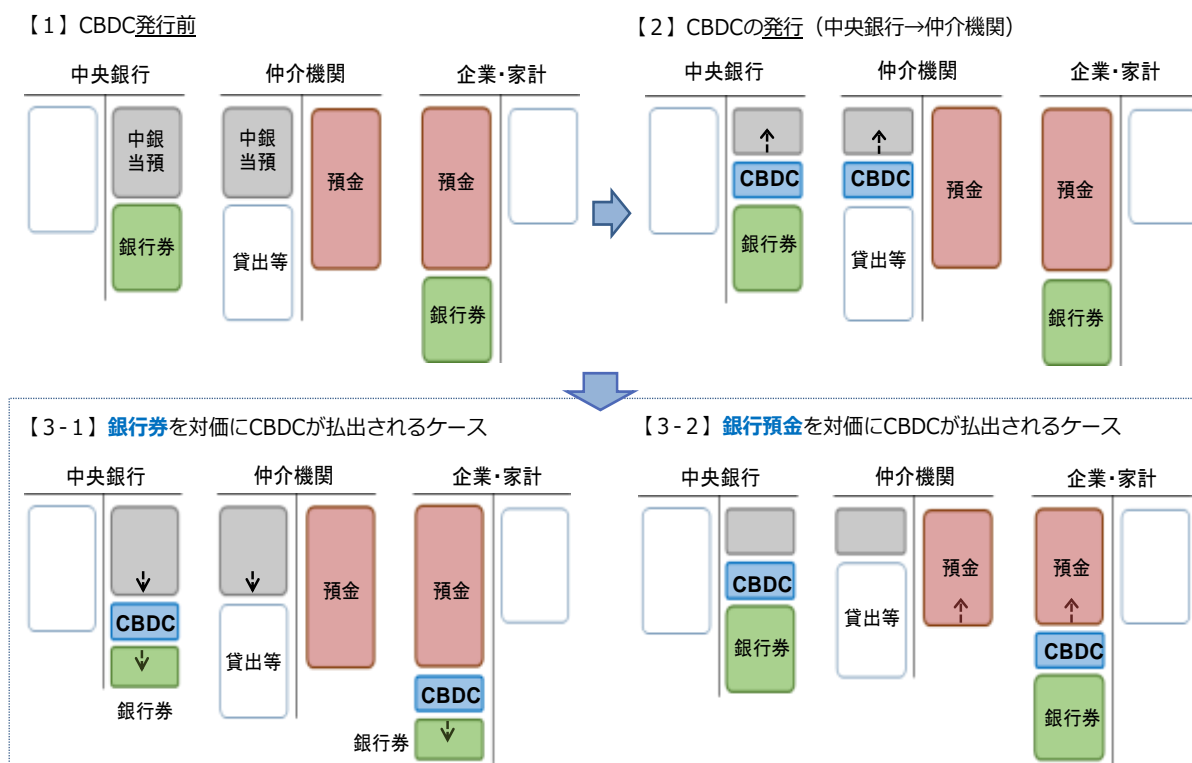 【1】CBDC発行前
中央銀行
仲介機関
企業・家計
中銀
当預
中銀
当預
預金
預金
銀行券
貸出等
銀行券
【2】CBDCの発行（中央銀行→仲介機関）
中央銀行
仲介機関
企業・家計
CBDC
CBDC
預金
預金
銀行券
貸出等
銀行券
【3-1】銀行券を対価にCBDCが払出されるケース
中央銀行
仲介機関
企業・家計
預金
預金
CBDC
貸出等
CBDC
銀行券
銀行券
【3-2】銀行預金を対価にCBDCが払出されるケース
中央銀行
仲介機関
企業・家計
預金
預金
CBDC
貸出等
CBDC
銀行券
銀行券